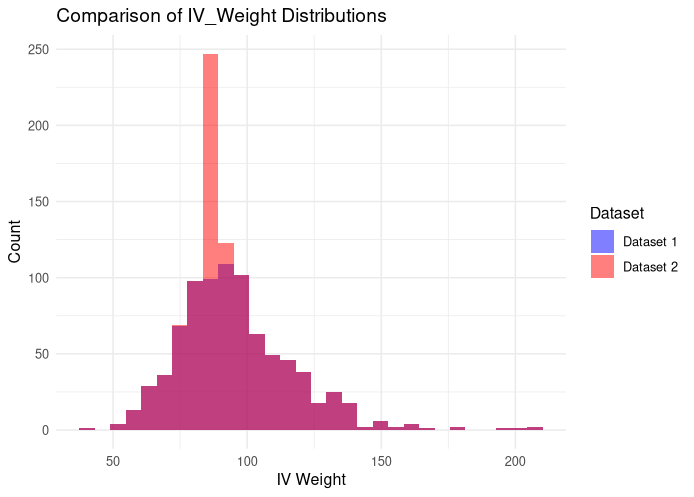 Comparison of IV_Weight Distributions
250
200
150
100
50
0
Count
50
100
150
200
IV Weight
Dataset
Dataset 1
Dataset 2